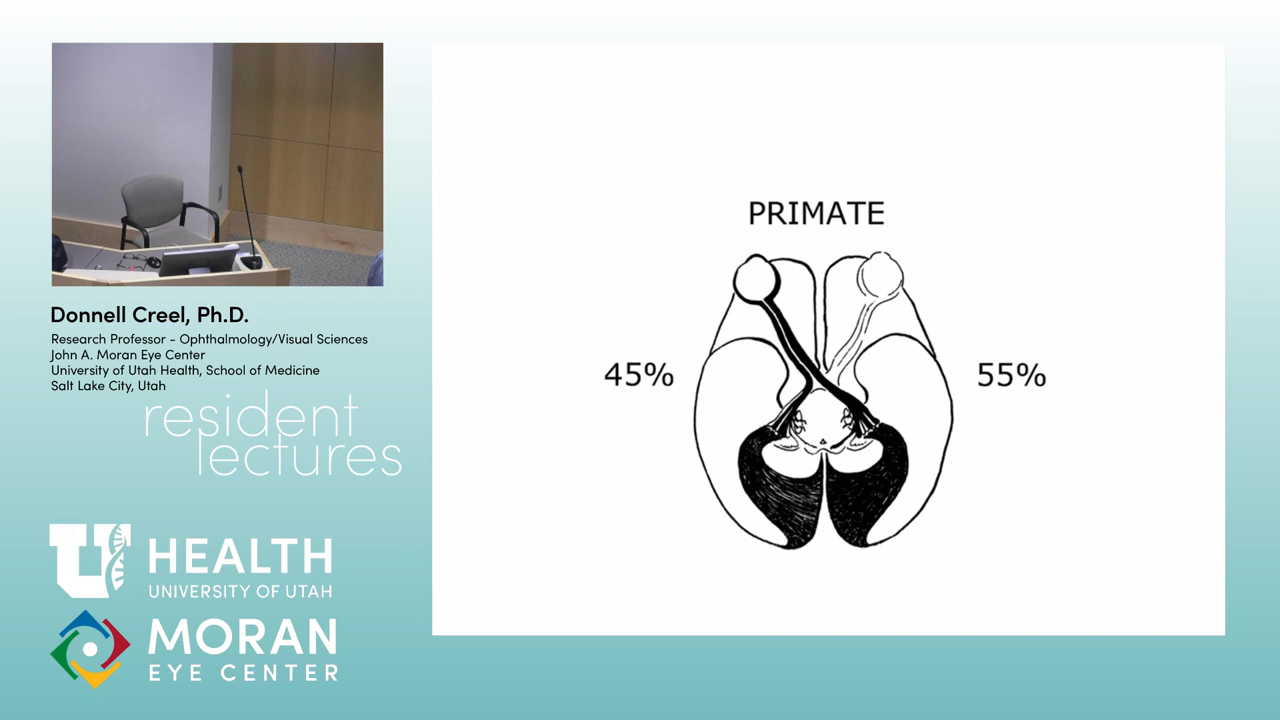 Donnell Creel, Ph.D.
Research Professor - Ophthalmology/Visual Sciences
John A. Moran Eye Center
University of Utah Health, School of Medicine
Salt Lake City, Utah
resident
lectures
U HEALTH
UNIVERSITY OF UTAH
MORAN
EYE CENTER
PRIMATE
45%
55%